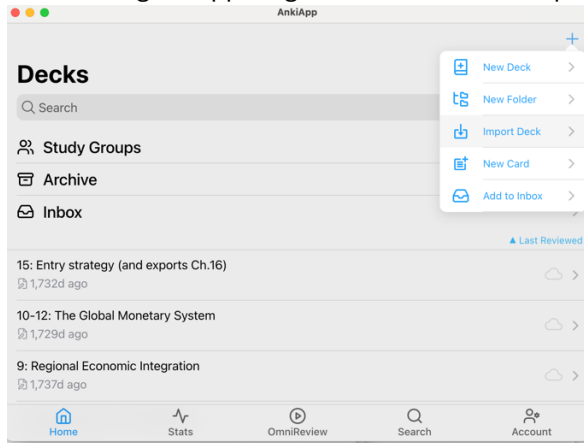 AnkiApp
Decks
Search
Study Groups
Archive
Inbox
New Deck
New Folder
Import Deck
New Card
Add to Inbox
▲ Last Reviewed
15: Entry strategy (and exports Ch.16)
1,732d ago
10-12: The Global Monetary System
1,729d ago
9: Regional Economic Integration
1,737d ago
Home
Stats
OmniReview
Search
Account